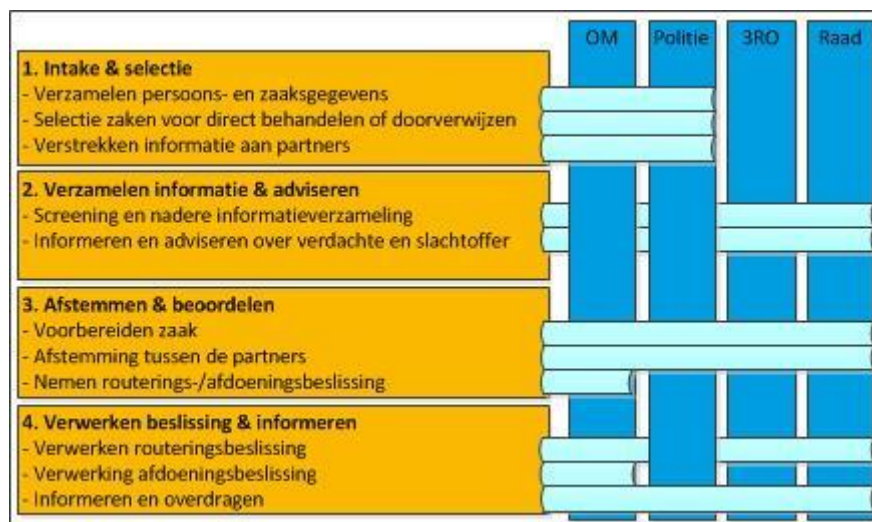 OM Politie 3RO Raad
1. Intake & selectie
- Verzamelen persoons- en zaaksgegevens
- Selectie zaken voor direct behandelen of doorverwijzen
- Verstrekken informatie aan partners
2. Verzamelen informatie & adviseren
- Screening en nadere informatieverzameling
- Informeren en adviseren over verdachte en slachtoffer
3. Afstemmen & beoordelen
- Voorbereiden zaak
- Afstemming tussen de partners
- Nemen routerings-/afdoeningsbeslissing
4. Verwerken beslissing & informeren
- Verwerken routeringsbeslissing
- Verwerking afdoeningsbeslissing
- Informeren en overdragen